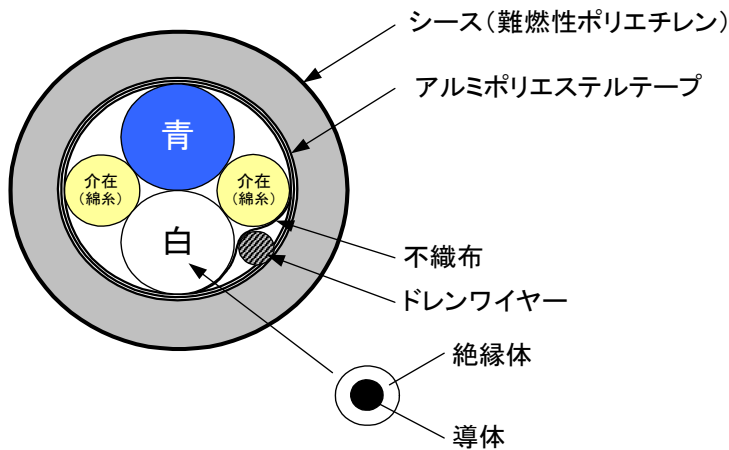 シース(難燃性ポリエチレン)
アルミポリエステルテープ
青
介在
(綿糸)
介在
(綿糸)
白
不織布
ドレンワイヤー
絶縁体
導体